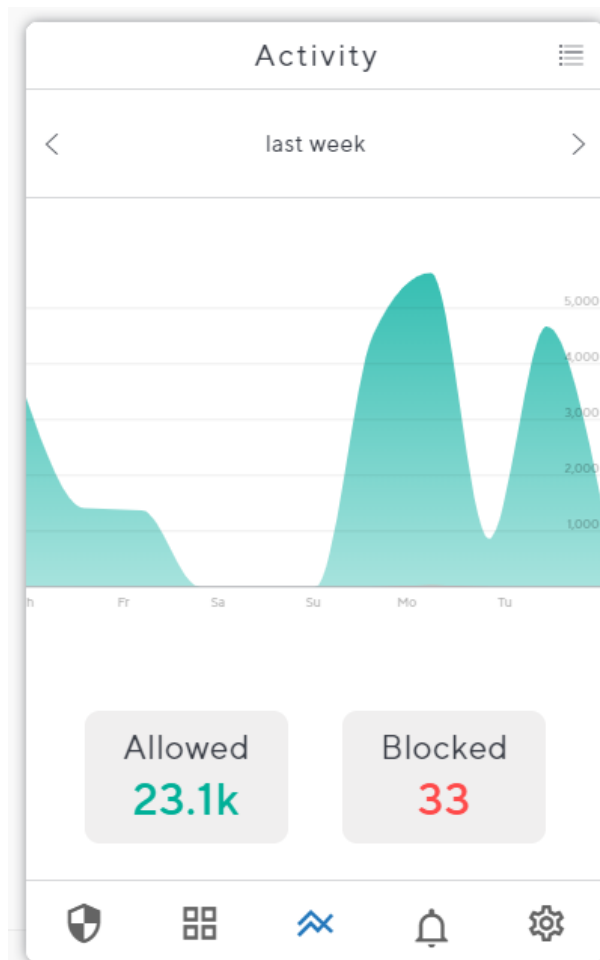 Activity
last week
5,000
4,000
3,000
2,000
1,000
h Fr Sa Su Mo Tu
Allowed Blocked
23.1k 33